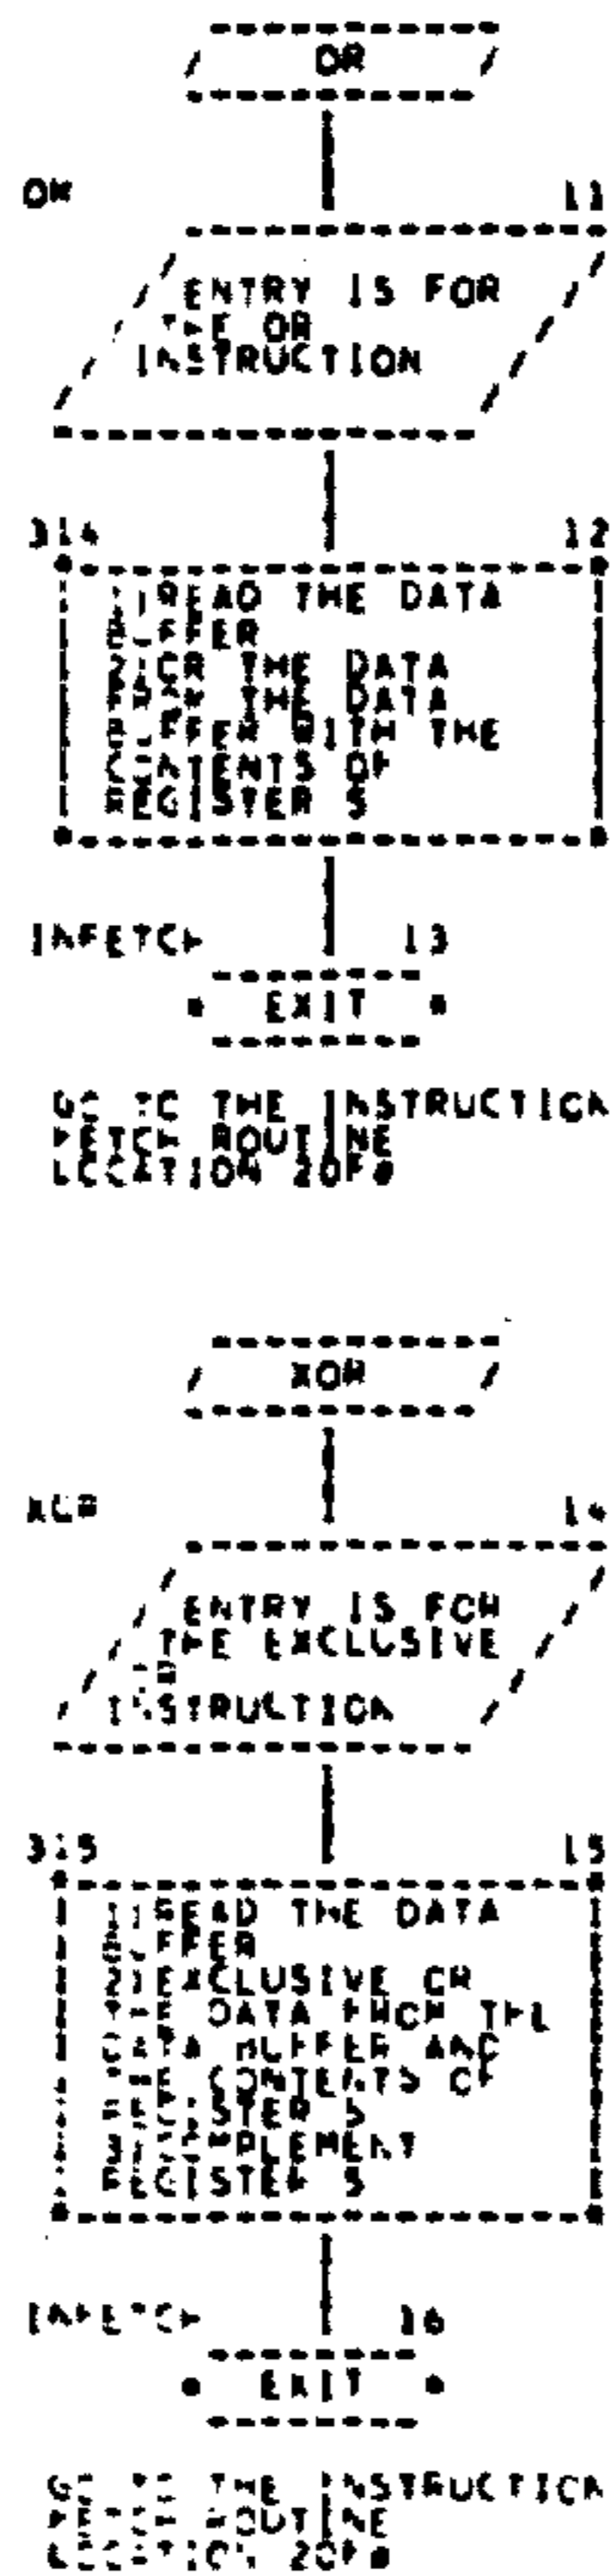 OR
OR 11
ENTRY IS FOR
THE OR
INSTRUCTION
314 12
1)READ THE DATA
BUFFER
2)OR THE DATA
THE DATA
BUFFER WITH THE
CONTENTS OF
REGISTER 5
INFETCH 13
EXIT
GO TO THE INSTRUCTION
FETCH ROUTINE
LOCATION 20F0
XOR
XOR 14
ENTRY IS FOR
THE EXCLUSIVE
OR
INSTRUCTION
315 15
1)READ THE DATA
BUFFER
2)EXCLUSIVE OR
THE DATA FROM THE
DATA BUFFER AND
THE CONTENTS OF
REGISTER 5
3)COMPLEMENT
REGISTER 5
INFETCH 16
EXIT
GO TO THE INSTRUCTION
FETCH ROUTINE
LOCATION 20F0